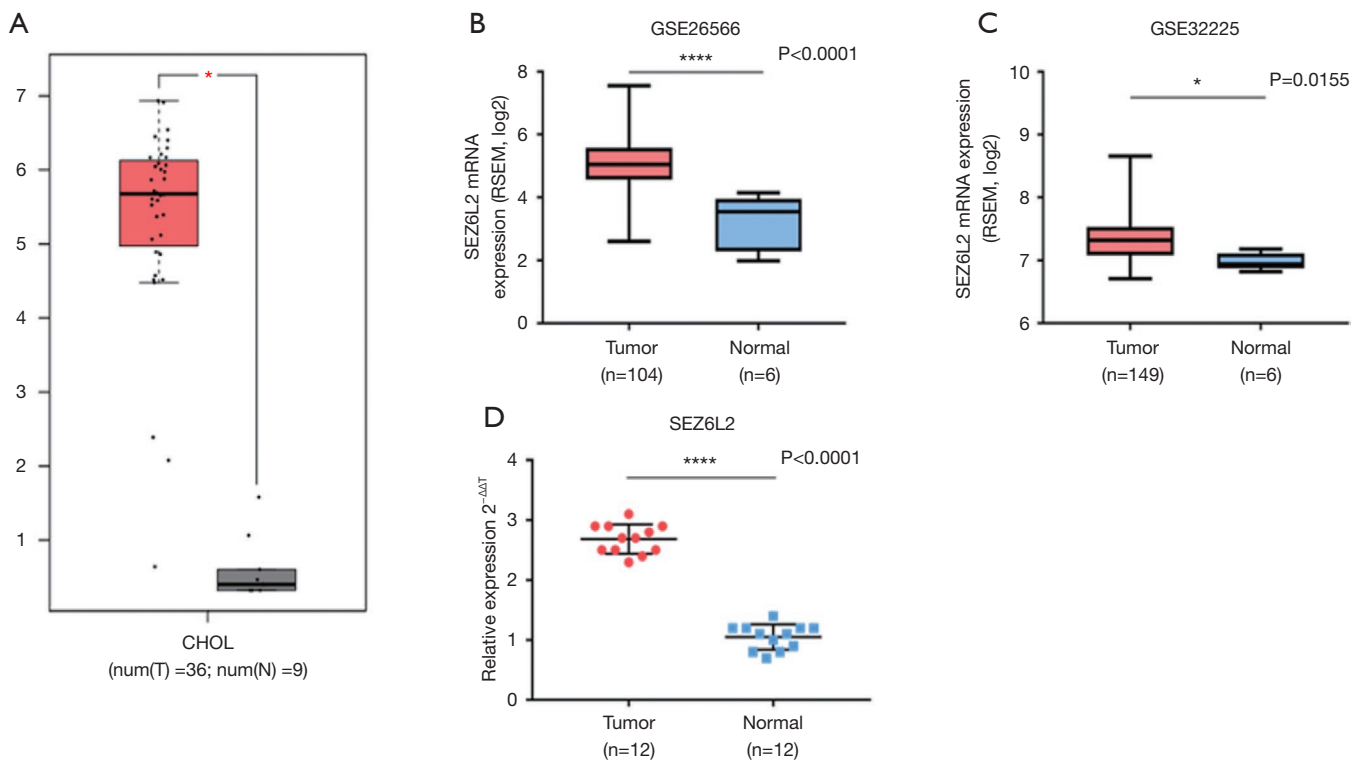 A
*
7
6
5
4
3
2
1
CHOL
(num(T) =36; num(N) =9)
B
GSE26566
****
P<0.0001
SEZ6L2 mRNA
expression (RSEM, log2)
8
6
4
2
0
Tumor
Normal
(n=104)
(n=6)
C
GSE32225
*
P=0.0155
SEZ6L2 mRNA expression
(RSEM, log2)
10
9
8
7
6
Tumor
Normal
(n=149)
(n=6)
D
SEZ6L2
****
P<0.0001
Relative expression 2−ΔΔT
4
3
2
1
0
Tumor
Normal
(n=12)
(n=12)